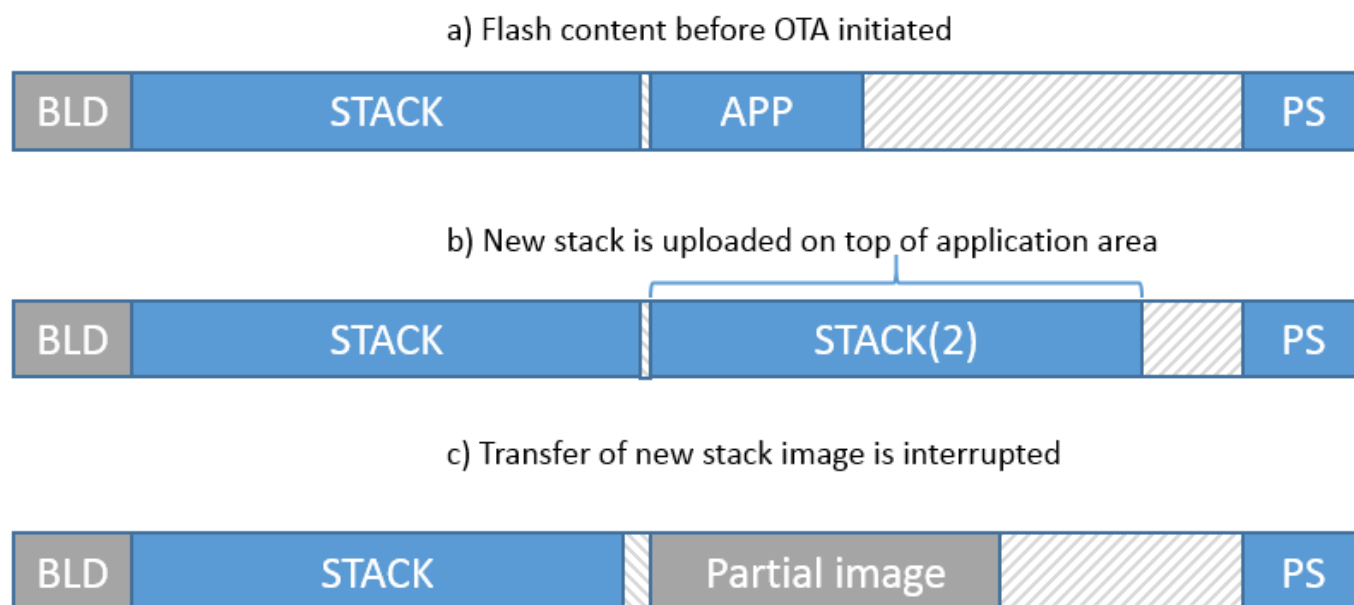 a) Flash content before OTA initiated
BLD STACK APP PS
b) New stack is uploaded on top of application area
BLD STACK STACK(2) PS
c) Transfer of new stack image is interrupted
BLD STACK Partial image PS